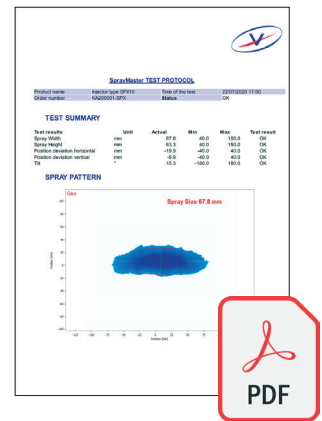 SprayMaster TEST PROTOCOL
Product name Injector type SPX10 Time of the test 22/07/2020 17:00
Order number KA200001-SPX Status OK
TEST SUMMARY
Test results Unit Actual Min Max Test result
Spray Width mm 67.8 40.0 150.0 OK
Spray Height mm 63.3 40.0 150.0 OK
Position deviation horizontal mm -19.9 -40.0 40.0 OK
Position deviation vertical mm -6.9 -40.0 40.0 OK
Tilt ° 15.3 -180.0 180.0 OK
SPRAY PATTERN
Spray Size 67.8 mm
PDF